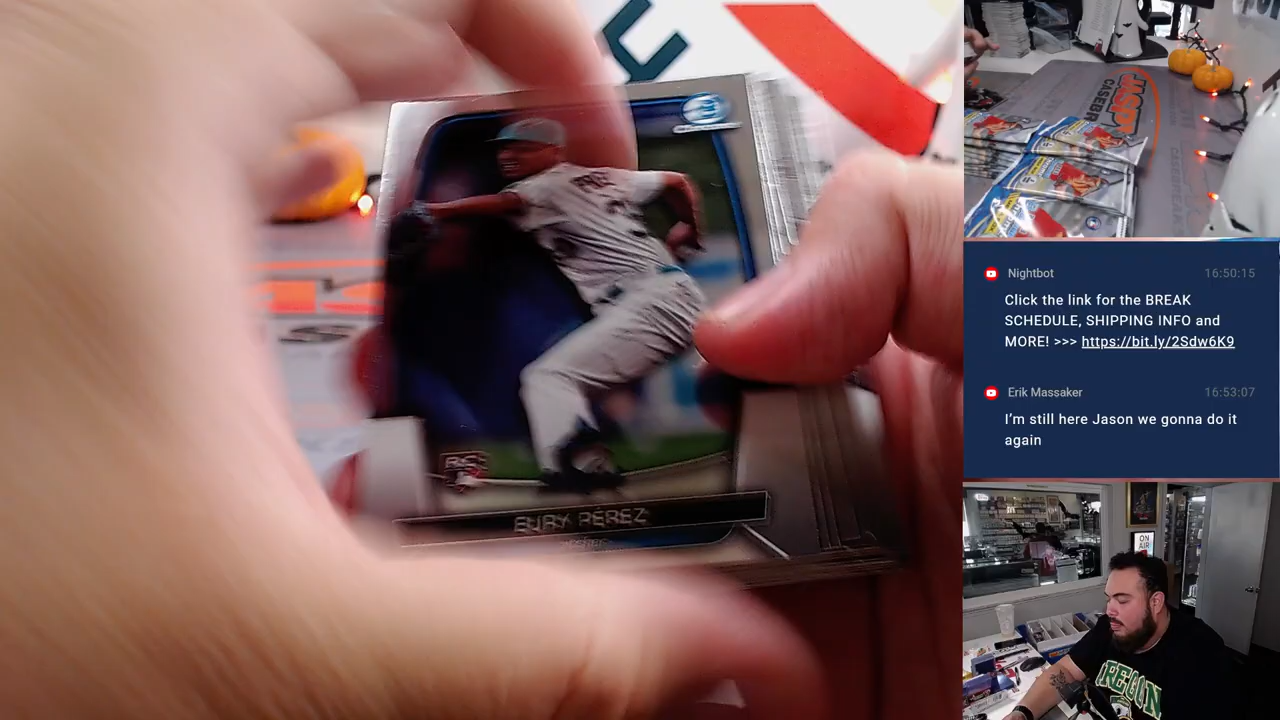 EURY PÉREZ
RC
Nightbot
16:50:15
Click the link for the BREAK
SCHEDULE, SHIPPING INFO and
MORE! >>> https://bit.ly/2Sdw6K9
Erik Massaker
16:53:07
I'm still here Jason we gonna do it
again
ON
AIR
OREGON